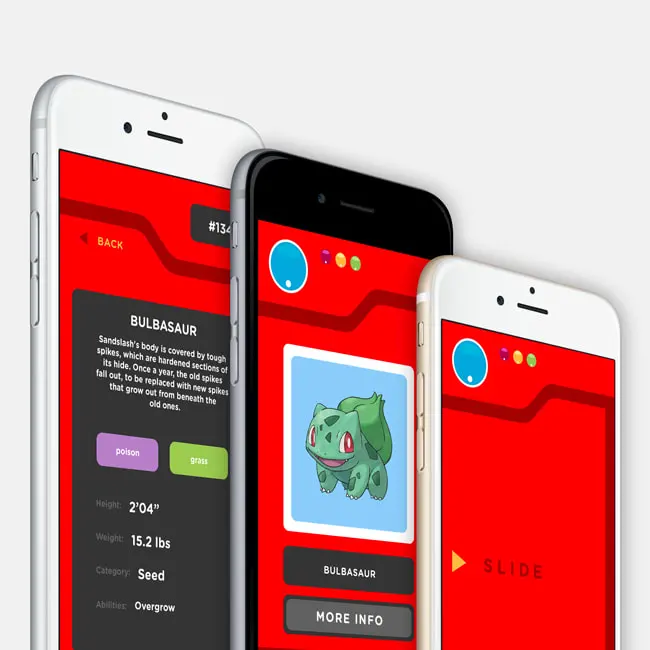 #134
BACK
BULBASAUR
Sandslash's body is covered by tough
spikes, which are hardened sections of
its hide. Once a year, the old spikes
fall out, to be replaced with new spikes
that grow out from beneath the
old ones.
poison
grass
Height: 2'04"
Weight: 15.2 lbs
Category: Seed
Abilities: Overgrow
BULBASAUR
MORE INFO
SLIDE